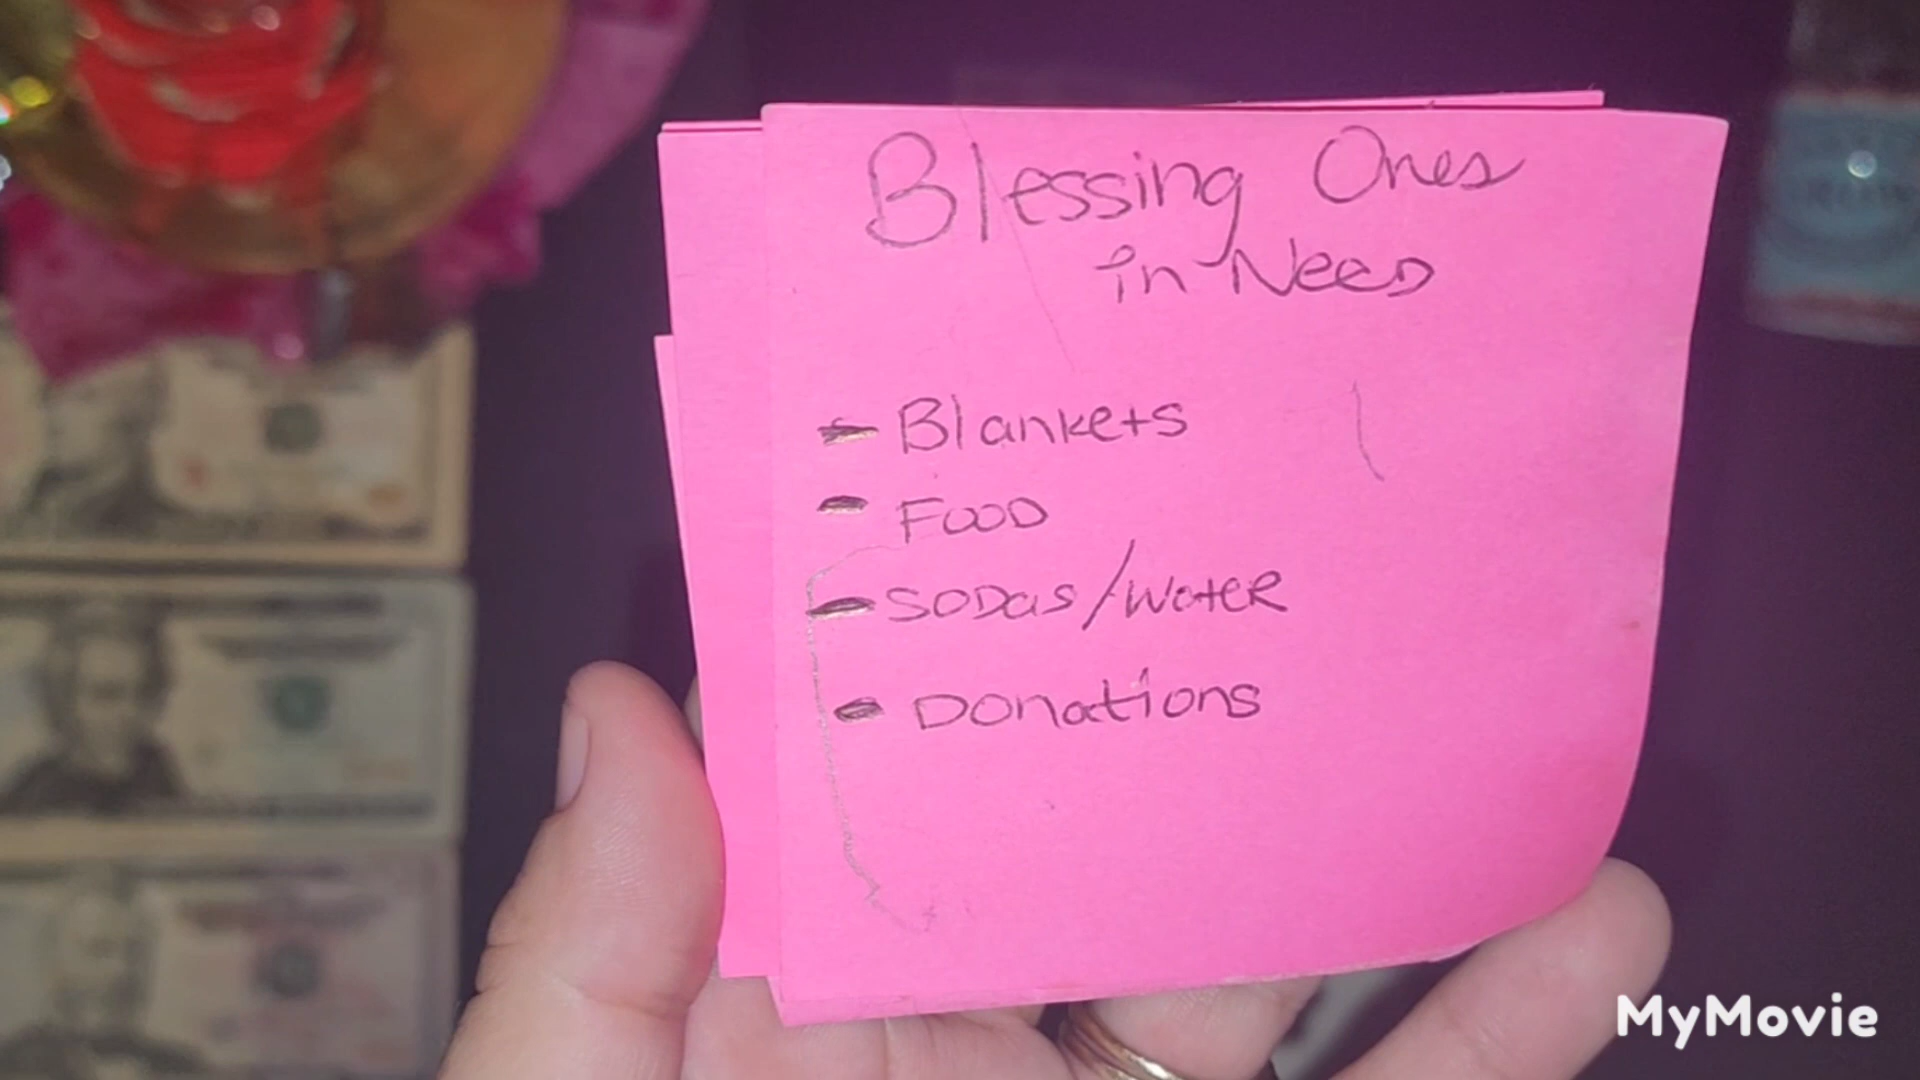 Blessing Ones
in Need
- Blankets
- FOOD
- SODas/Water
- Donations
MyMovie